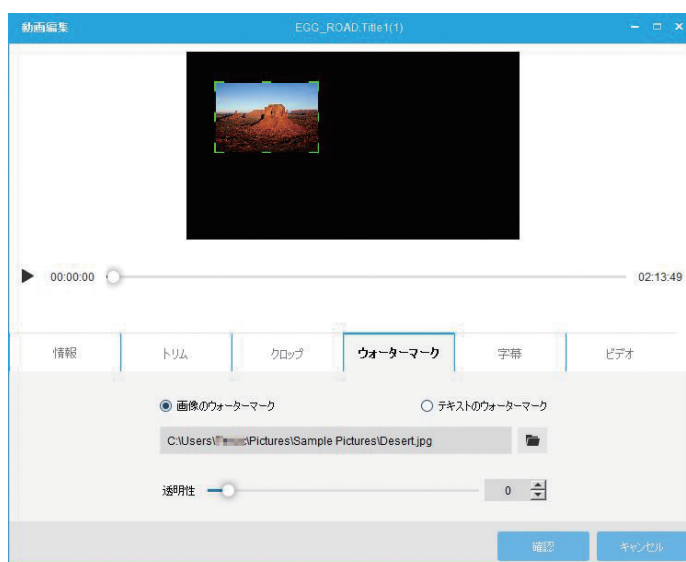 動画編集 EGG_ROAD.Title1(1)
00:00:00 02:13:49
情報 トリム クロップ ウォーターマーク 字幕 ビデオ
画像のウォーターマーク テキストのウォーターマーク
C:\Users\ \Pictures\Sample Pictures\Desert.jpg
透明性 0
確認 キャンセル